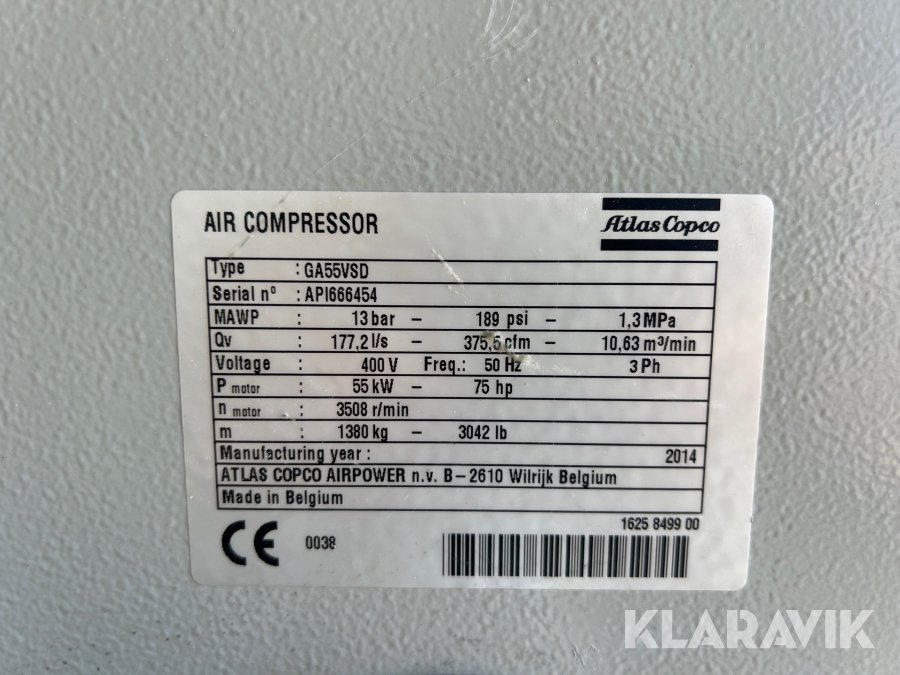 AIR COMPRESSOR
Atlas Copco
Type : GA55VSD
Serial nº : API666454
MAWP : 13 bar – 189 psi – 1,3 MPa
Qv : 177,2 l/s – 375,5 cfm – 10,63 m³/min
Voltage : 400 V Freq.: 50 Hz 3 Ph
P motor : 55 kW – 75 hp
n motor : 3508 r/min
m : 1380 kg – 3042 lb
Manufacturing year : 2014
ATLAS COPCO AIRPOWER n.v. B–2610 Wilrijk Belgium
Made in Belgium
1625 8499 00
CE 0038
KLARAVIK